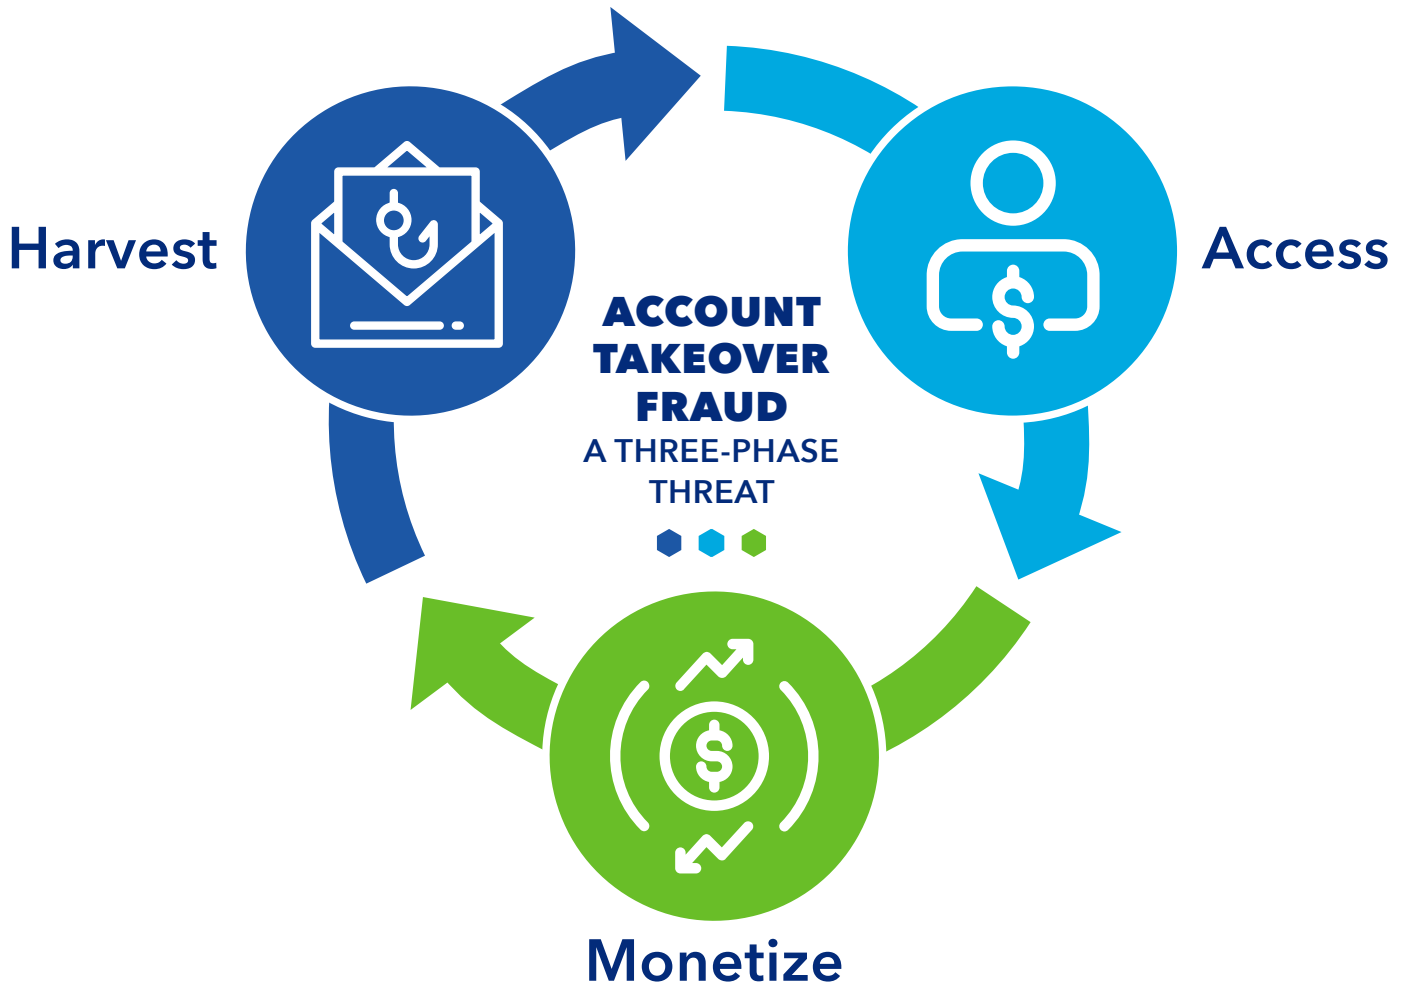 Harvest
Access
ACCOUNT
TAKEOVER
FRAUD
A THREE-PHASE
THREAT
$
$
Monetize